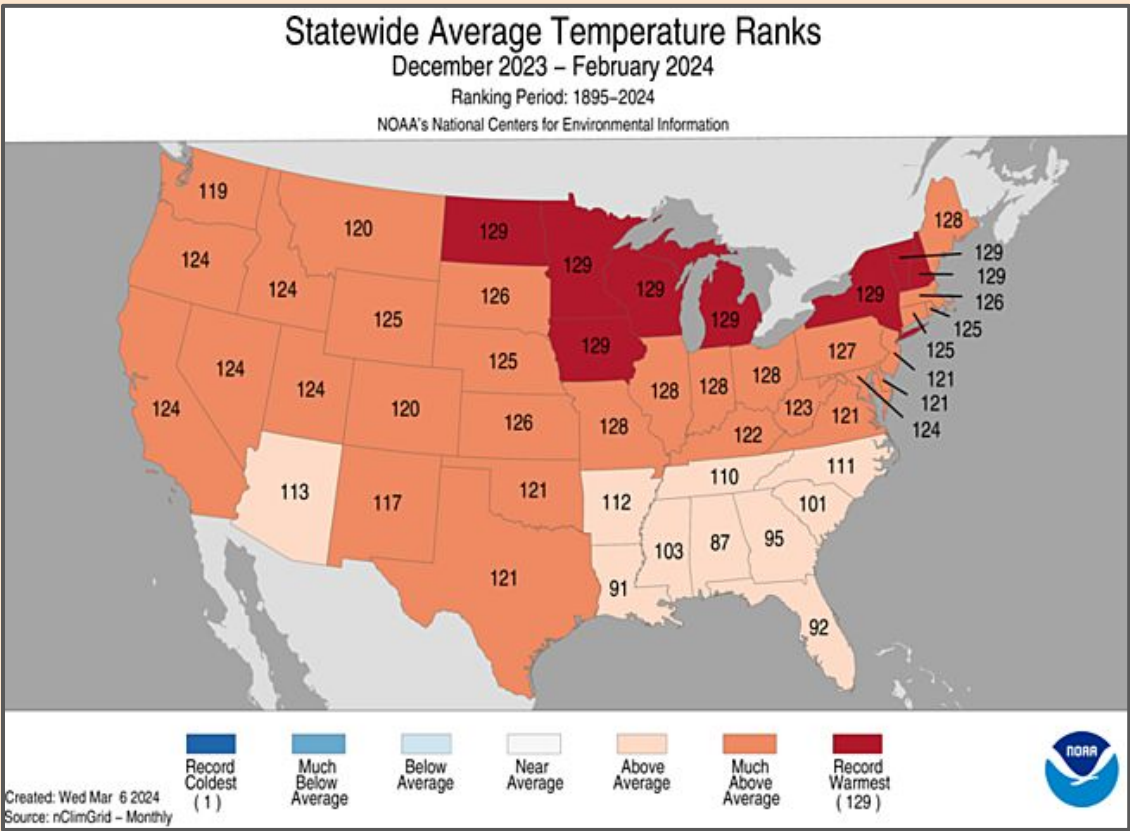 Statewide Average Temperature Ranks
December 2023 – February 2024
Ranking Period: 1895–2024
NOAA's National Centers for Environmental Information
119
120
129
128
124
124
129
129
129
129
126
129
129
126
125
125
129
125
125
124
124
124
120
126
129
128
128
128
127
121
121
124
128
122
123
121
113
117
121
112
110
111
101
121
91
103
87
95
92
Record
Coldest
( 1 )
Much
Below
Average
Below
Average
Near
Average
Above
Average
Much
Above
Average
Record
Warmest
( 129 )
NOAA
Created: Wed Mar 6 2024
Source: nClimGrid – Monthly